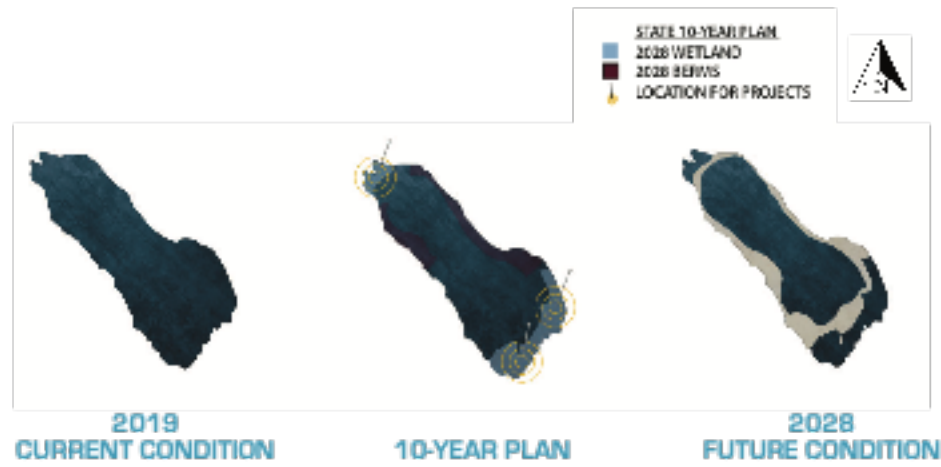 STATE 10-YEAR PLAN
2028 WETLAND
2028 BERMS
LOCATION FOR PROJECTS
N
2019
CURRENT CONDITION
10-YEAR PLAN
2028
FUTURE CONDITION